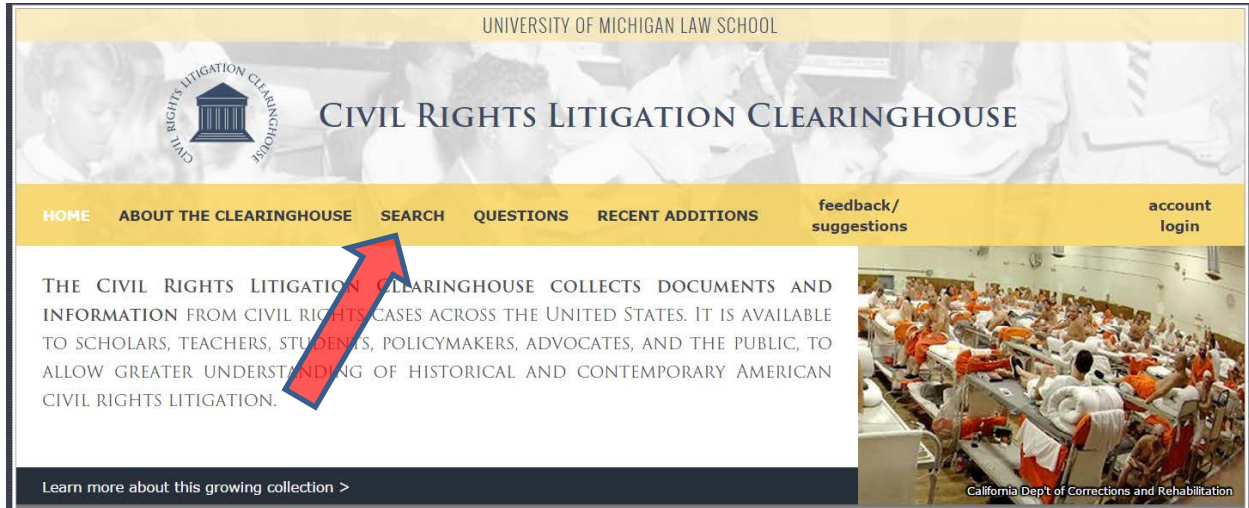 UNIVERSITY OF MICHIGAN LAW SCHOOL
CIVIL RIGHTS LITIGATION CLEARINGHOUSE
CIVIL RIGHTS LITIGATION CLEARINGHOUSE
HOME ABOUT THE CLEARINGHOUSE SEARCH QUESTIONS RECENT ADDITIONS feedback/ suggestions account login
THE CIVIL RIGHTS LITIGATION CLEARINGHOUSE COLLECTS DOCUMENTS AND
INFORMATION FROM CIVIL RIGHTS CASES ACROSS THE UNITED STATES. IT IS AVAILABLE
TO SCHOLARS, TEACHERS, STUDENTS, POLICYMAKERS, ADVOCATES, AND THE PUBLIC, TO
ALLOW GREATER UNDERSTANDING OF HISTORICAL AND CONTEMPORARY AMERICAN
CIVIL RIGHTS LITIGATION.
Learn more about this growing collection >
California Dep't of Corrections and Rehabilitation